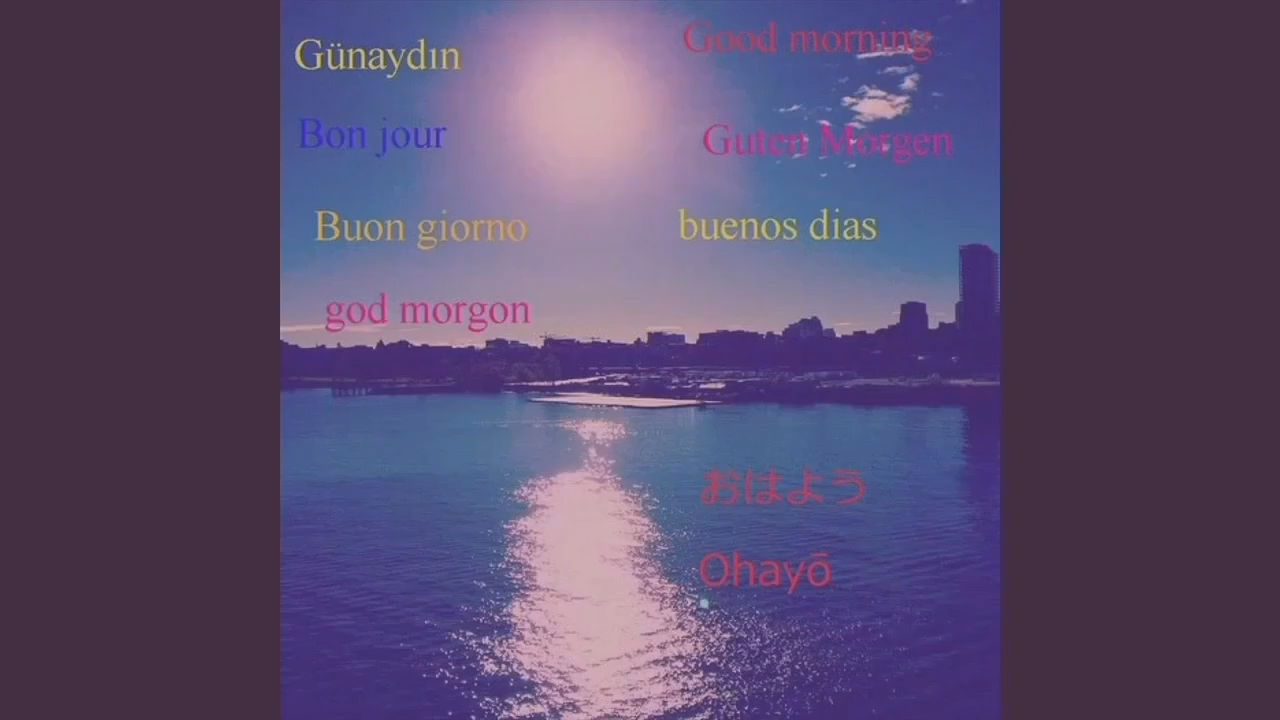 Günaydın
Good morning
Bon jour
Guten Morgen
Buon giorno
buenos dias
god morgon
おはよう
Ohayō